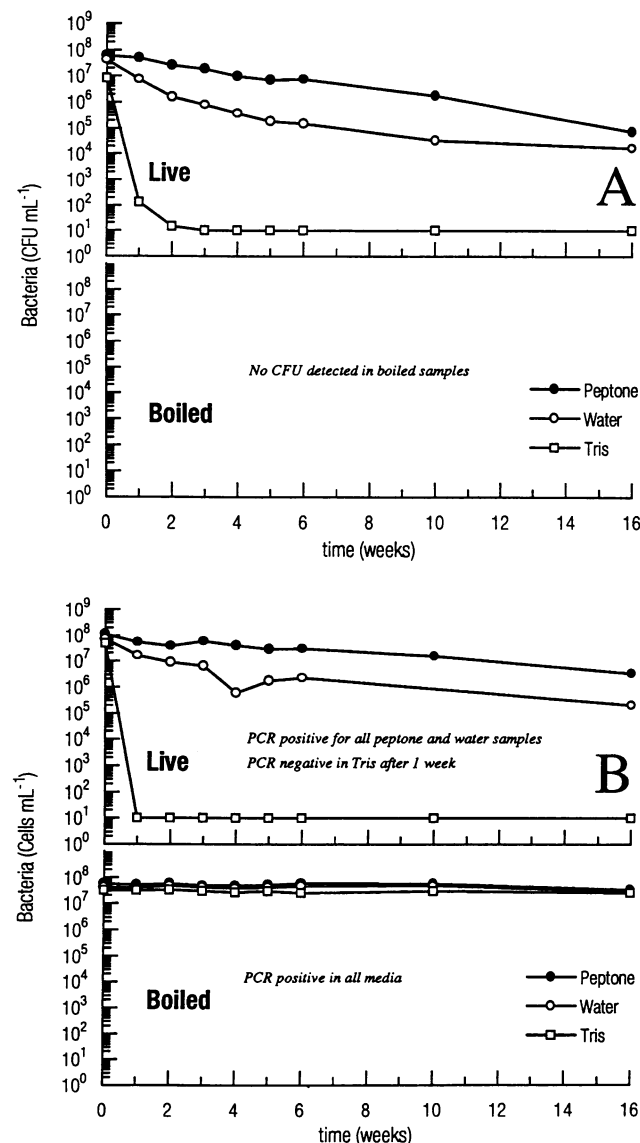 10⁹
10⁸
10⁷
10⁶
10⁵
10⁴
10³
10²
10¹
10⁰
Live
A
Bacteria (CFU mL⁻¹)
10⁸
10⁷
10⁶
10⁵
10⁴
10³
10²
10¹
10⁰
No CFU detected in boiled samples
Boiled
Peptone
Water
Tris
0 2 4 6 8 10 12 14 16
time (weeks)
10⁹
10⁸
10⁷
10⁶
10⁵
10⁴
10³
10²
10¹
10⁰
PCR positive for all peptone and water samples
Live
PCR negative in Tris after 1 week
B
Bacteria (Cells mL⁻¹)
10⁸
10⁷
10⁶
10⁵
10⁴
10³
10²
10¹
10⁰
PCR positive in all media
Boiled
Peptone
Water
Tris
0 2 4 6 8 10 12 14 16
time (weeks)